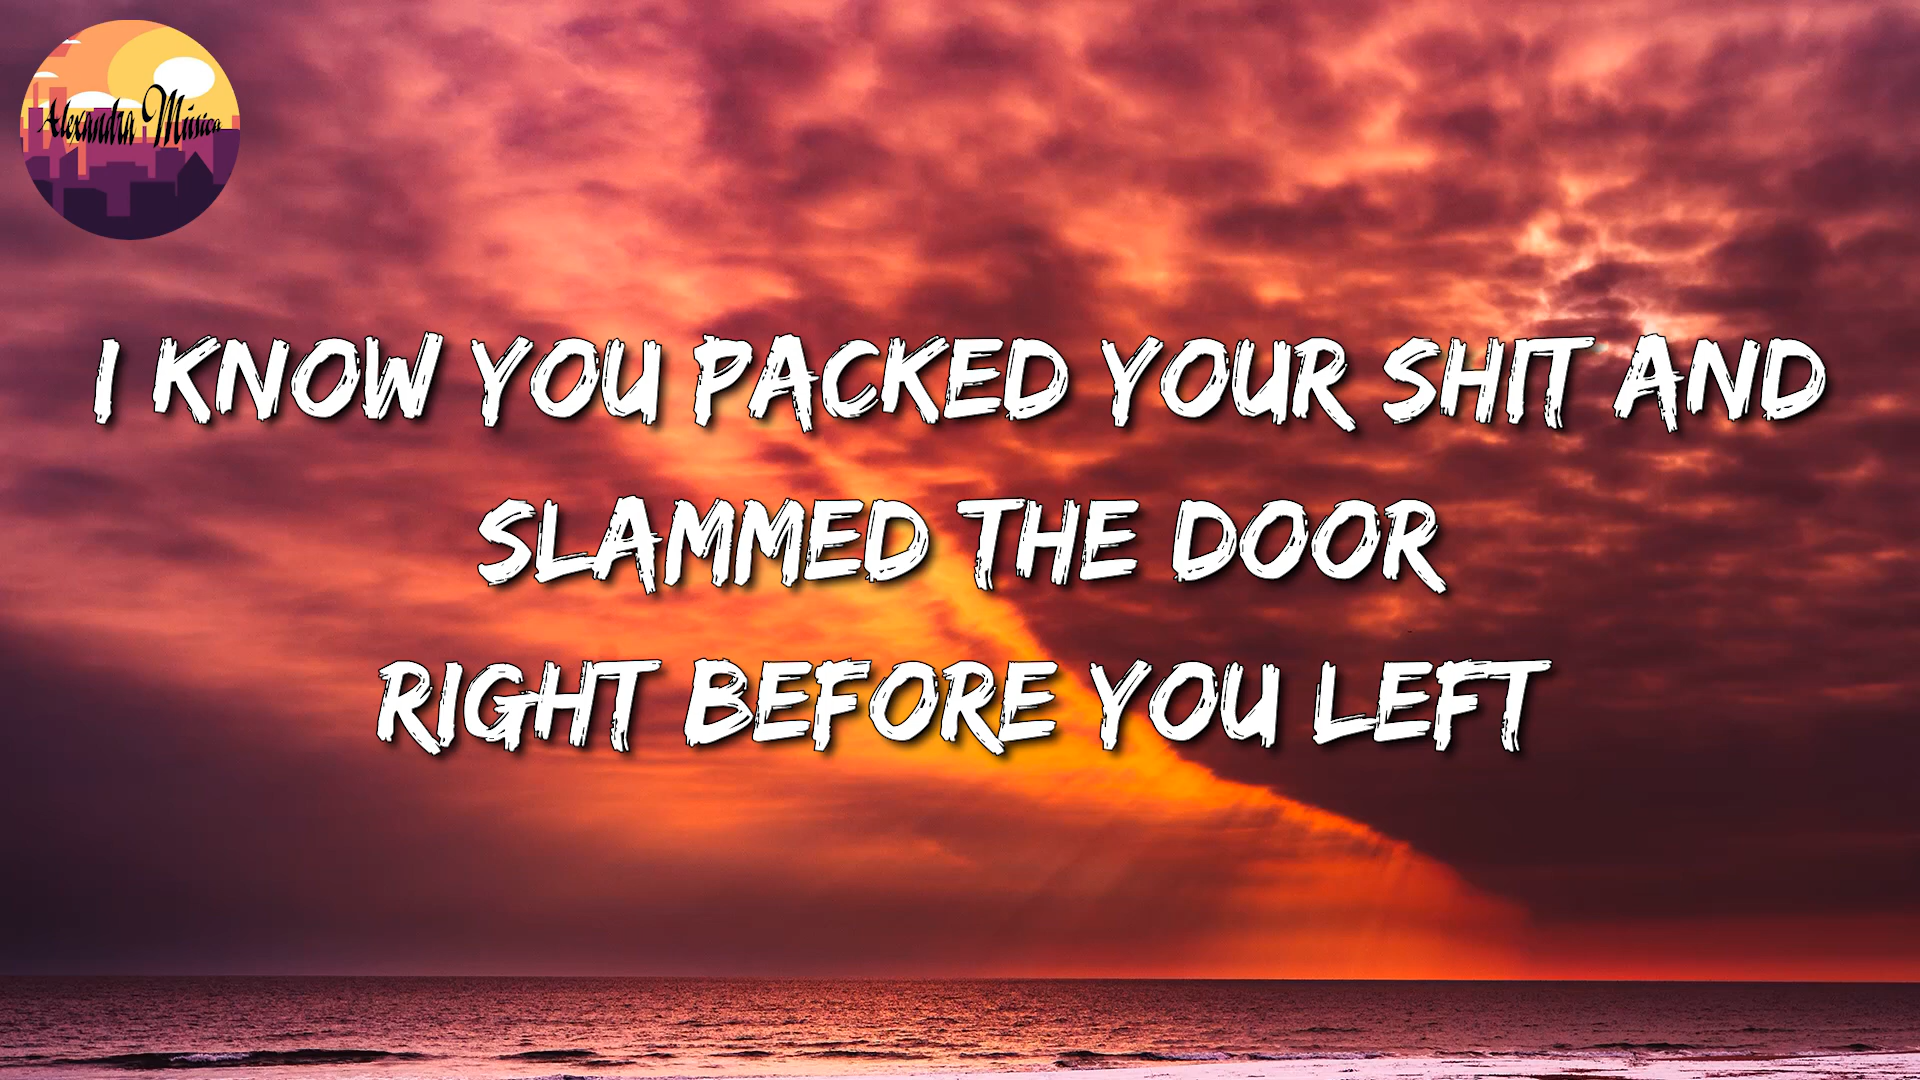 Alexandra Música
I KNOW YOU PACKED YOUR SHIT AND
SLAMMED THE DOOR
RIGHT BEFORE YOU LEFT